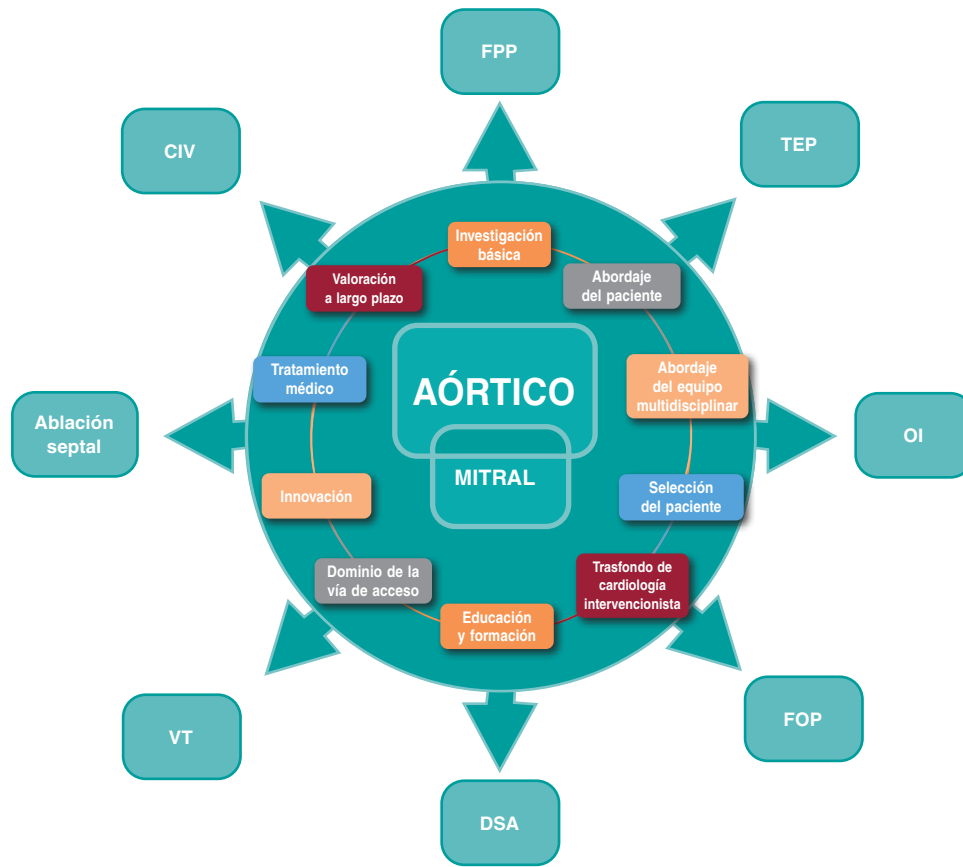 FPP
CIV
TEP
Investigación
básica
Valoración
a largo plazo
Abordaje
del paciente
Tratamiento
médico
AÓRTICO
Abordaje
del equipo
multidisciplinar
Ablación
septal
OI
MITRAL
Innovación
Selección
del paciente
Dominio de la
vía de acceso
Trasfondo de
cardiología
intervencionista
Educación
y formación
VT
FOP
DSA